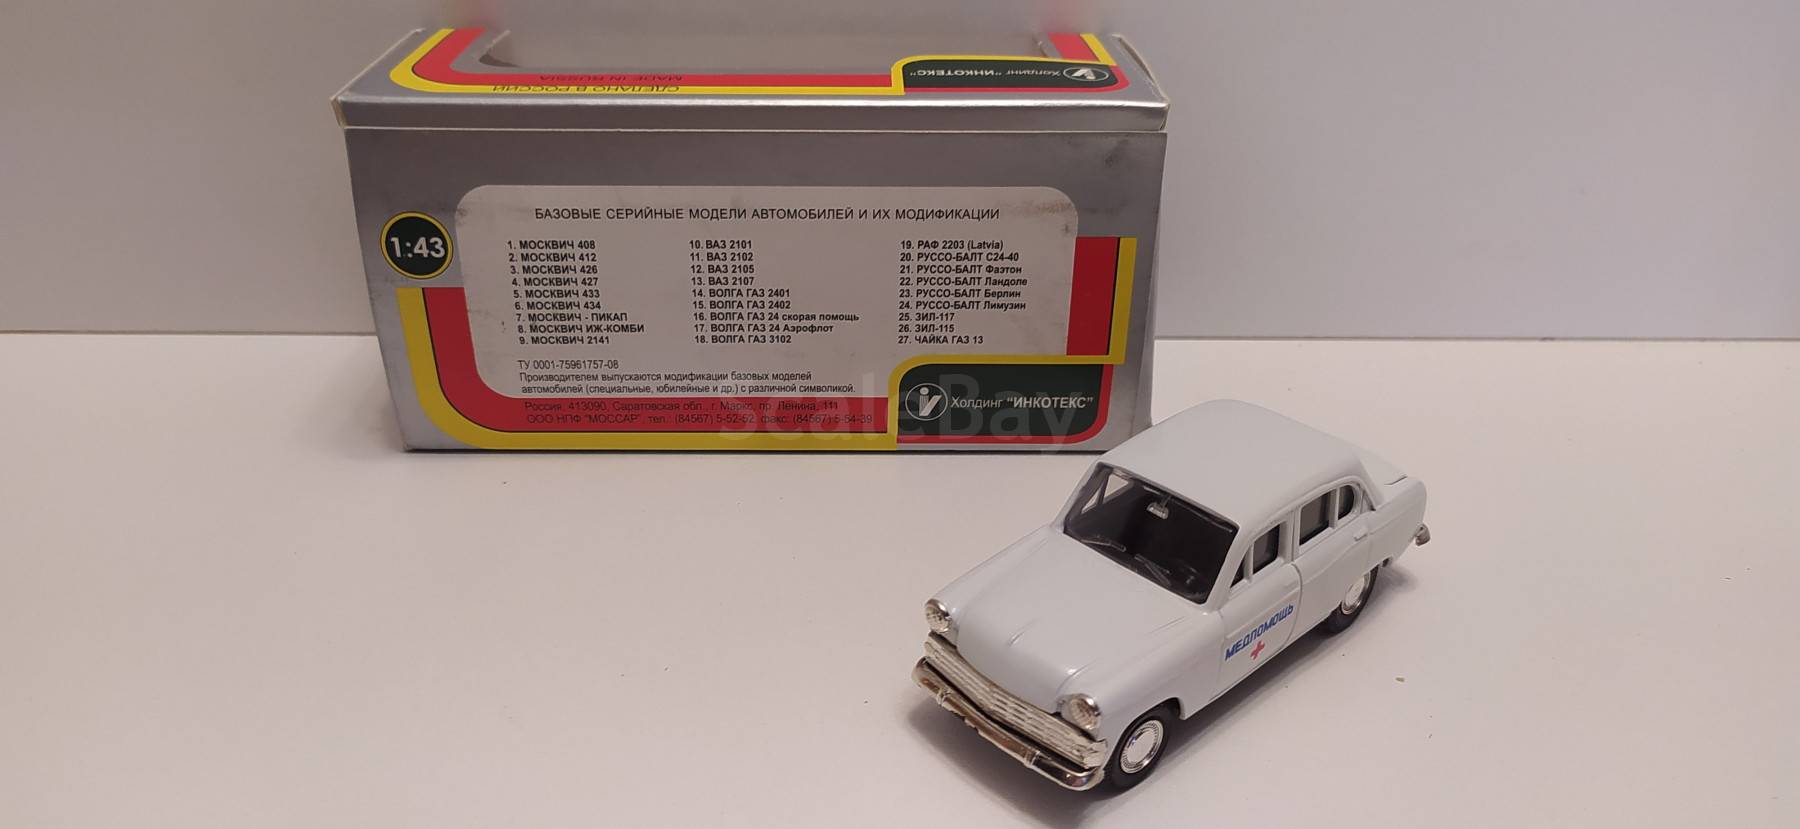 Холдинг "ИНКОТЕКС"
MADE IN RUSSIA
СДЕЛАНО В РОССИИ
БАЗОВЫЕ СЕРИЙНЫЕ МОДЕЛИ АВТОМОБИЛЕЙ И ИХ МОДИФИКАЦИИ
1:43
1. МОСКВИЧ 408
2. МОСКВИЧ 412
3. МОСКВИЧ 426
4. МОСКВИЧ 427
5. МОСКВИЧ 433
6. МОСКВИЧ 434
7. МОСКВИЧ - ПИКАП
8. МОСКВИЧ ИЖ-КОМБИ
9. МОСКВИЧ 2141
10. ВАЗ 2101
11. ВАЗ 2102
12. ВАЗ 2105
13. ВАЗ 2107
14. ВОЛГА ГАЗ 2401
15. ВОЛГА ГАЗ 2402
16. ВОЛГА ГАЗ 24 скорая помощь
17. ВОЛГА ГАЗ 24 Аэрофлот
18. ВОЛГА ГАЗ 3102
19. РАФ 2203 (Latvia)
20. РУССО-БАЛТ С24-40
21. РУССО-БАЛТ Фаэтон
22. РУССО-БАЛТ Ландоле
23. РУССО-БАЛТ Берлин
24. РУССО-БАЛТ Лимузин
25. ЗИЛ-117
26. ЗИЛ-115
27. ЧАЙКА ГАЗ 13
ТУ 0001-75961757-08
Производителем выпускаются модификации базовых моделей
автомобилей (специальные, юбилейные и др.) с различной символикой.
Россия, 413090, Саратовская обл., г. Маркс, пр. Ленина, 111
ООО НПФ "МОССАР", тел.: (84567) 5-52-52, факс: (84567) 5-54-39
Холдинг "ИНКОТЕКС"
ScaleBay
МЕДПОМОЩЬ